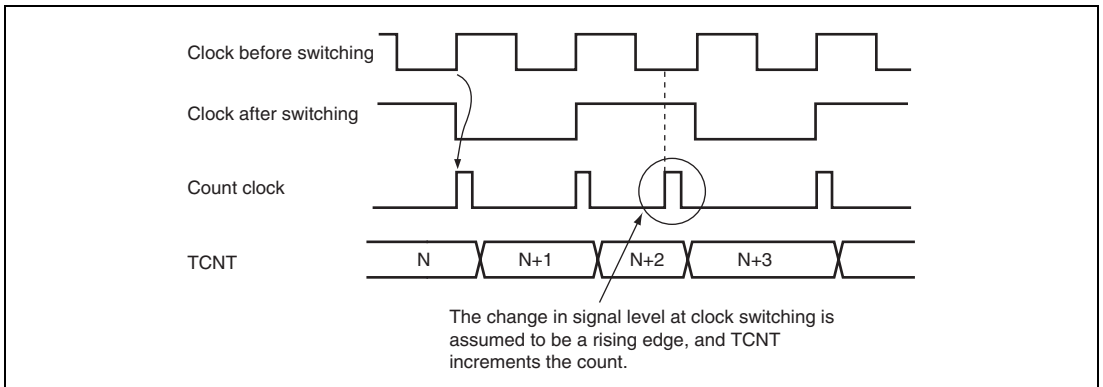 Clock before switching
Clock after switching
Count clock
TCNT
N
N+1
N+2
N+3
The change in signal level at clock switching is
assumed to be a rising edge, and TCNT
increments the count.